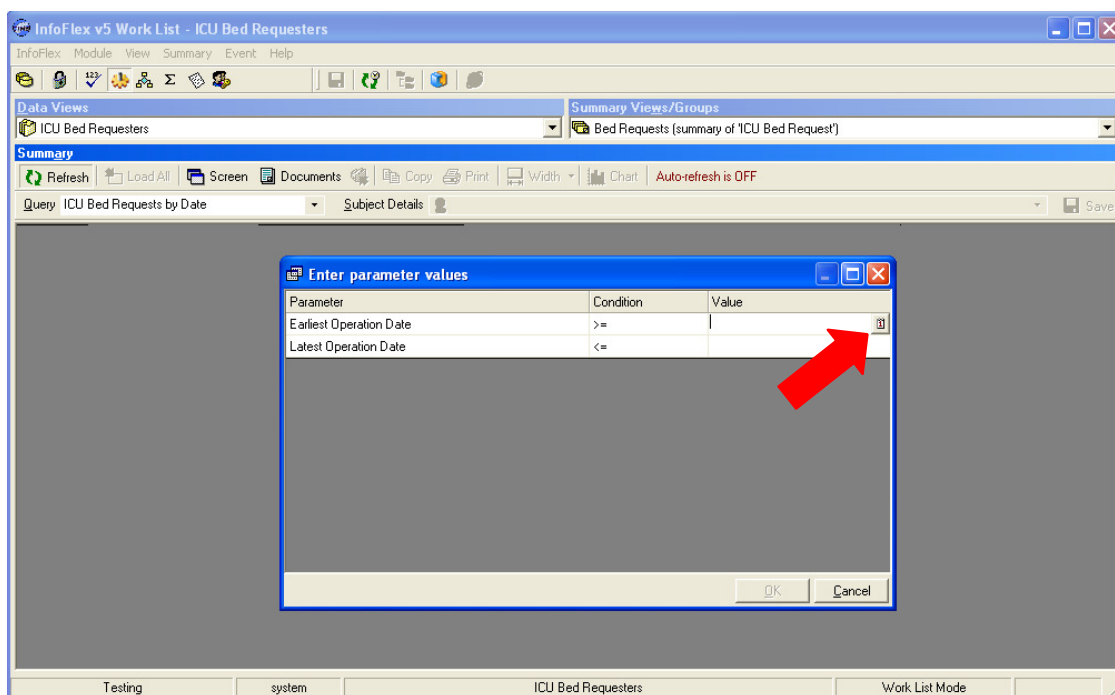 InfoFlex v5 Work List - ICU Bed Requesters
InfoFlex Module View Summary Event Help
Data Views Summary Views/Groups
ICU Bed Requesters Bed Requests (summary of 'ICU Bed Request')
Summary
Refresh Load All Screen Documents Copy Print Width Chart Auto-refresh is OFF
Query ICU Bed Requests by Date Subject Details Save
Enter parameter values
Parameter Condition Value
Earliest Operation Date >=
Latest Operation Date <=
OK Cancel
Testing system ICU Bed Requesters Work List Mode